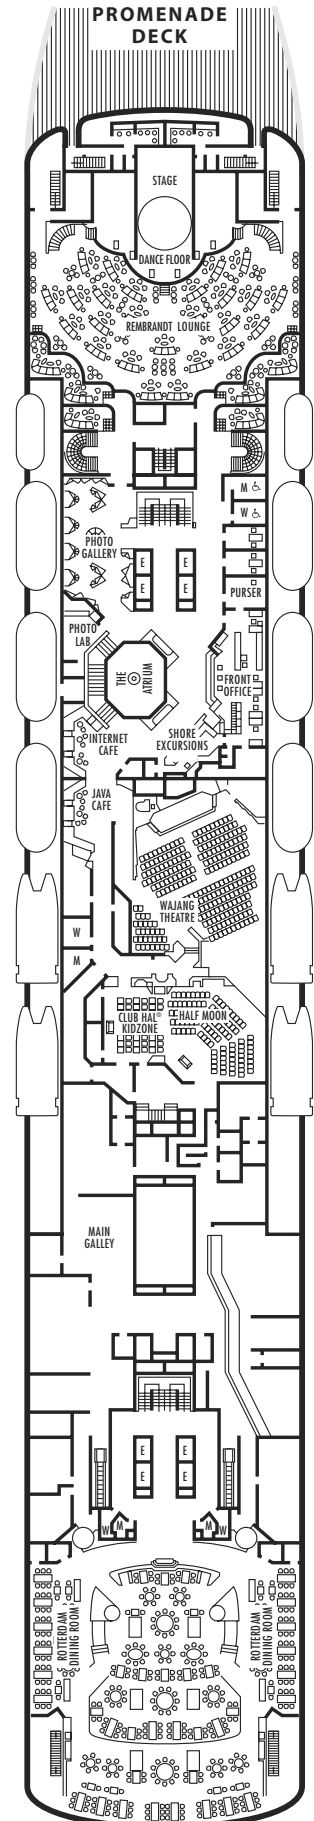 PROMENADE
DECK
STAGE
DANCE FLOOR
REMBRANDT LOUNGE
M
W
PHOTO
GALLERY
E
E
E
E
PURSER
PHOTO
LAB
THE
ATRIUM
FRONT
OFFICE
INTERNET
CAFE
SHORE
EXCURSIONS
JAVA
CAFE
WAJANG
THEATRE
W
M
CLUB HAL®
KIDZONE
HALF MOON
MAIN
GALLEY
E
E
E
E
W
M
M
W
ROTTERDAM
DINING ROOM
ROTTERDAM
DINING ROOM